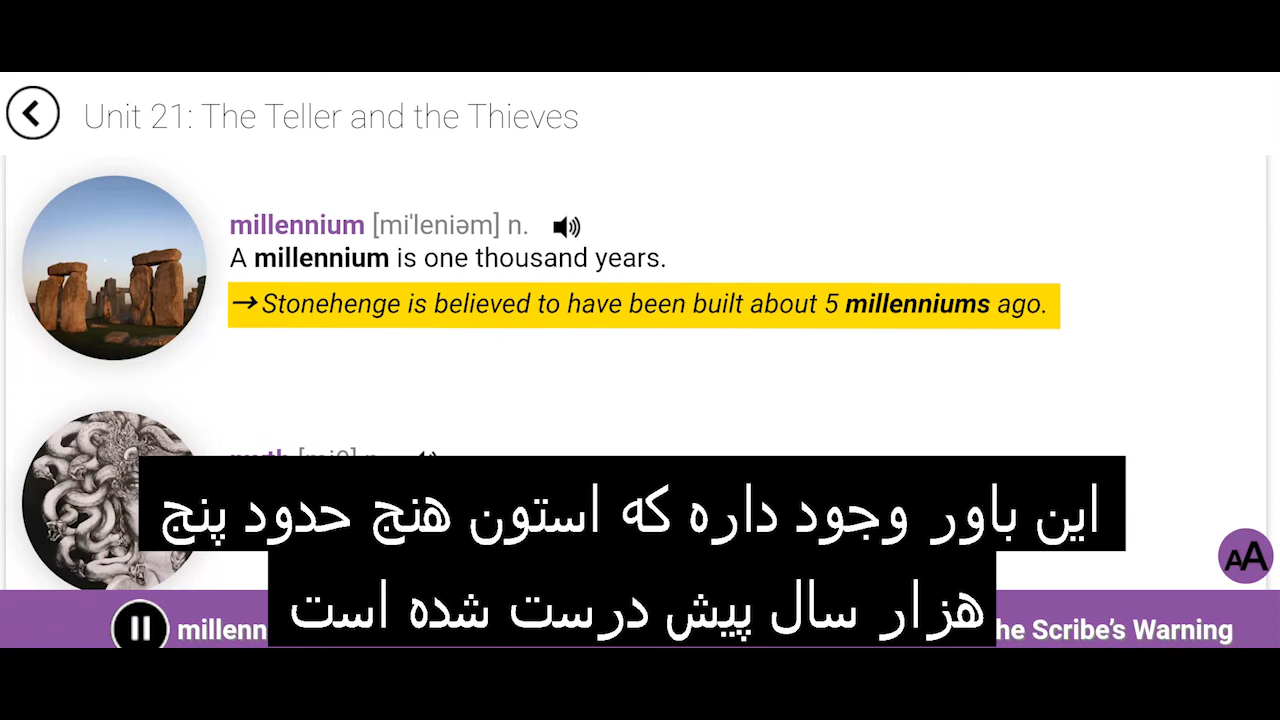 Unit 21: The Teller and the Thieves
millennium [mi'leniəm] n.
A millennium is one thousand years.
→ Stonehenge is believed to have been built about 5 millenniums ago.
این باور وجود داره که استون هنج حدود پنج
هزار سال پیش درست شده است
millenn
he Scribe's Warning
AA